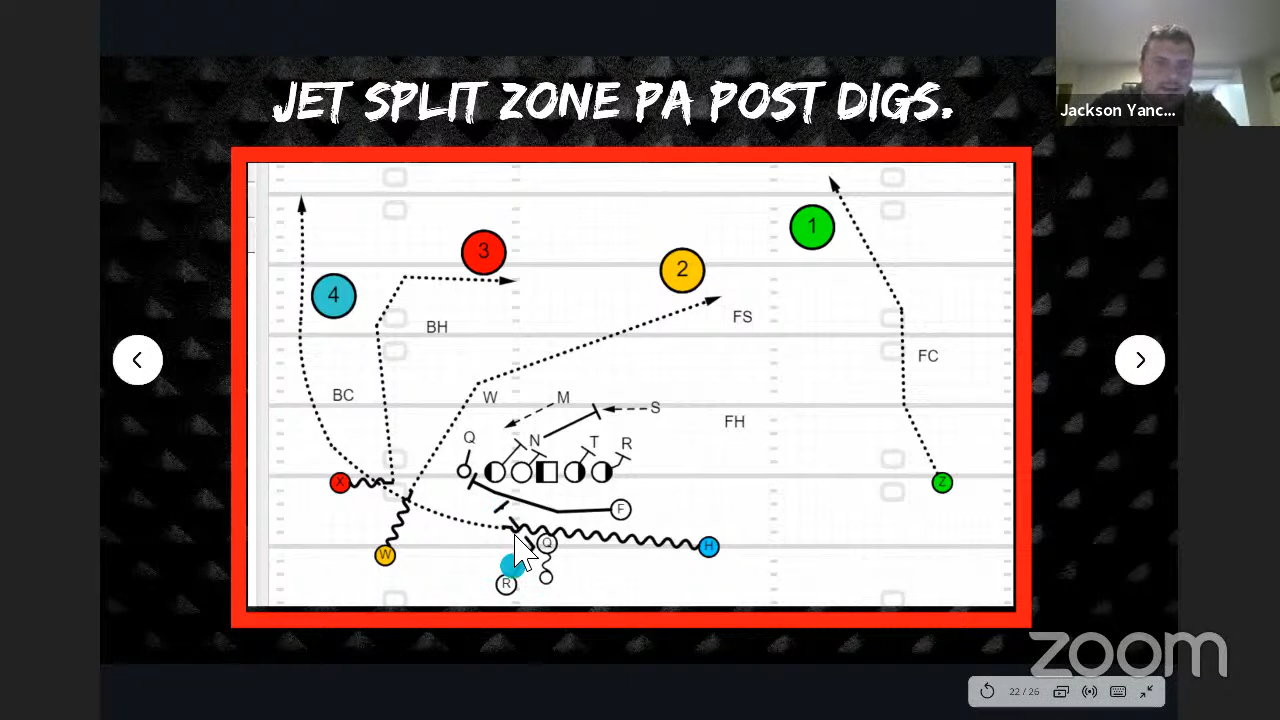 Jackson Yanc...
JET SPLIT ZONE PA POST DIGS.
1
3
2
4
BH
FS
FC
BC
W
M
S
FH
Q
N
T
R
X
Z
F
W
Q
H
R
zoom
22 / 26